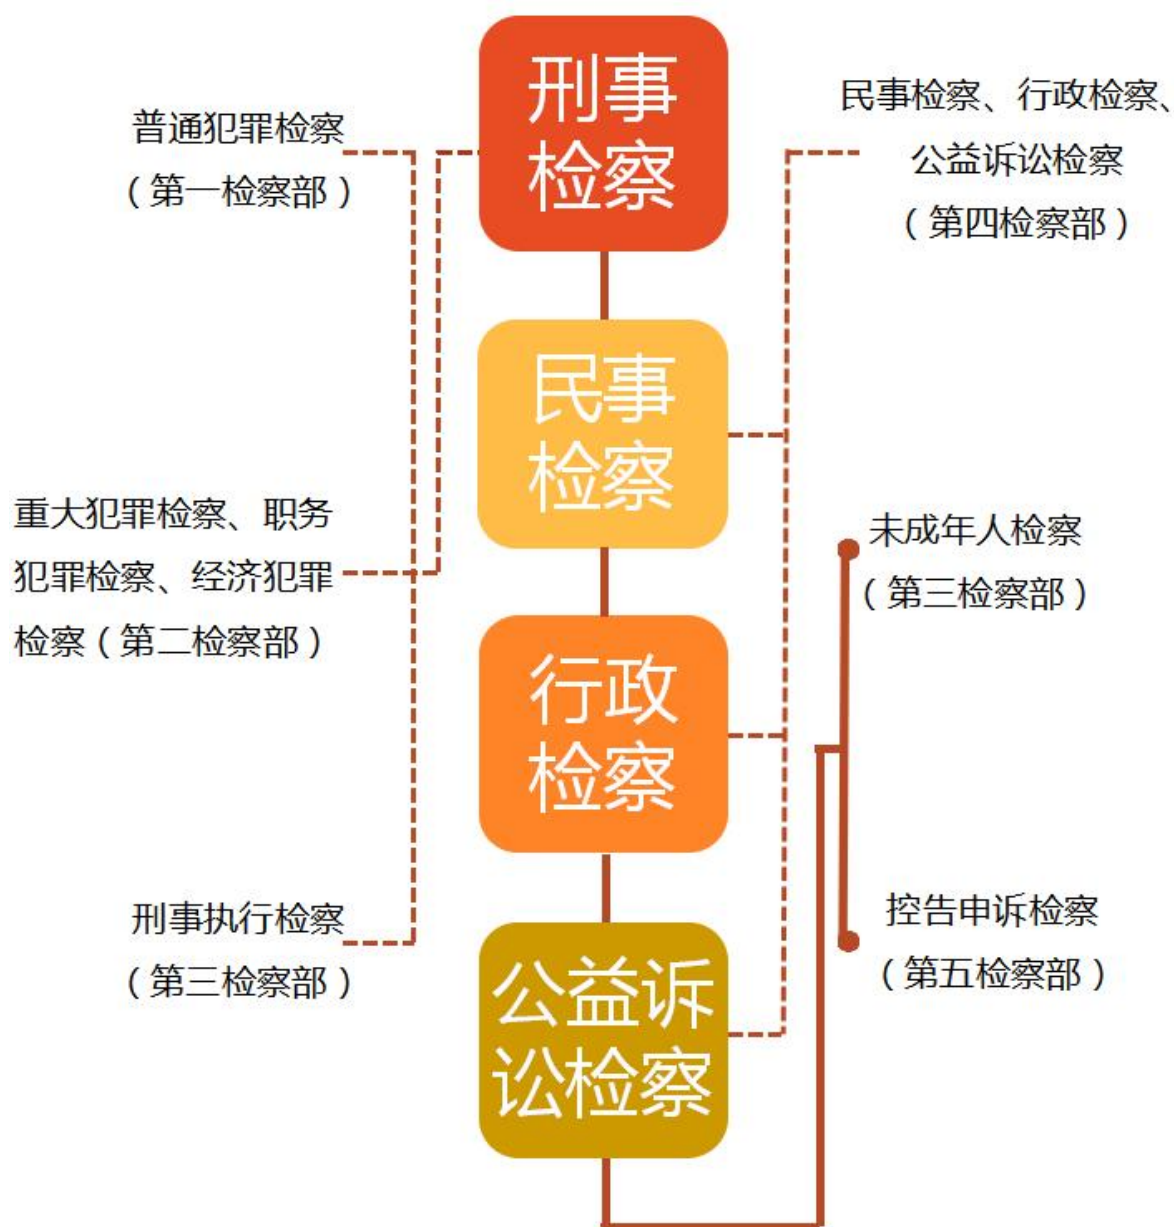 刑事
检察
民事
检察
行政
检察
公益诉
讼检察
普通犯罪检察
（第一检察部）
重大犯罪检察、职务
犯罪检察、经济犯罪
检察（第二检察部）
刑事执行检察
（第三检察部）
民事检察、行政检察、
公益诉讼检察
（第四检察部）
未成年人检察
（第三检察部）
控告申诉检察
（第五检察部）